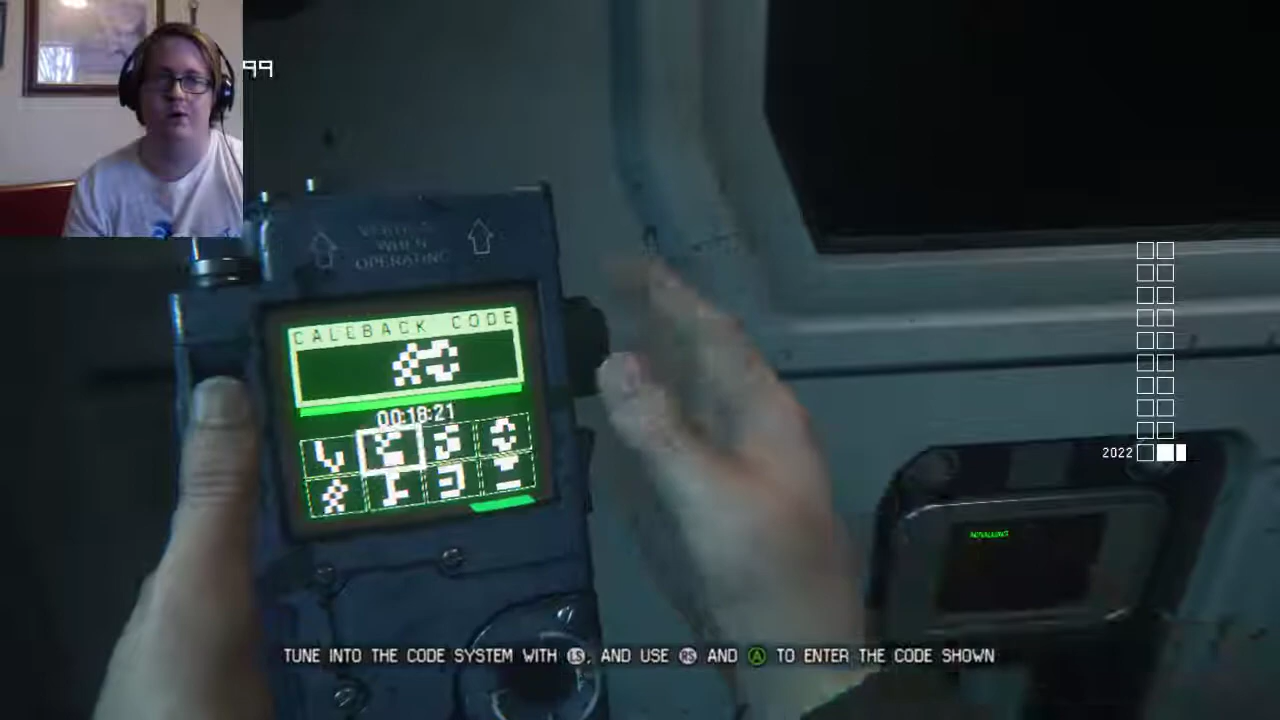 99
VERTICAL
WHEN
OPERATING
CALLBACK CODE
00:18:21
2022
TUNE INTO THE CODE SYSTEM WITH LS, AND USE RS AND A TO ENTER THE CODE SHOWN